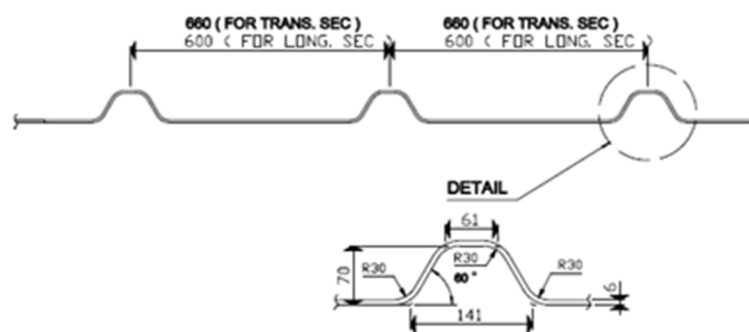 660 ( FOR TRANS. SEC ) 660 ( FOR TRANS. SEC )
600 ( FOR LONG. SEC ) 600 ( FOR LONG. SEC )
DETAIL
61
R30 R30 R30
70 60°
6
141